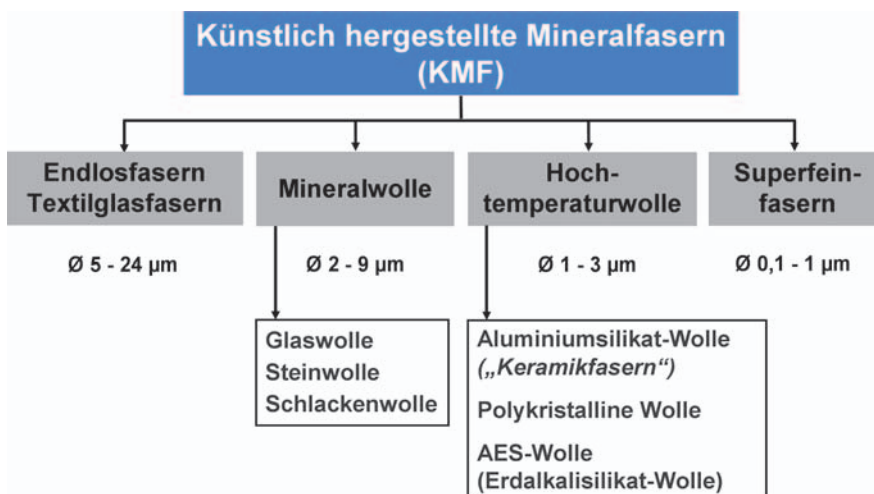 Künstlich hergestellte Mineralfasern
(KMF)
Endlosfasern
Textilglasfasern
Mineralwolle
Hoch-
temperaturwolle
Superfein-
fasern
Ø 5 - 24 µm
Ø 2 - 9 µm
Ø 1 - 3 µm
Ø 0,1 - 1 µm
Glaswolle
Steinwolle
Schlackenwolle
Aluminiumsilikat-Wolle
(„Keramikfasern“)
Polykristalline Wolle
AES-Wolle
(Erdalkalisilikat-Wolle)